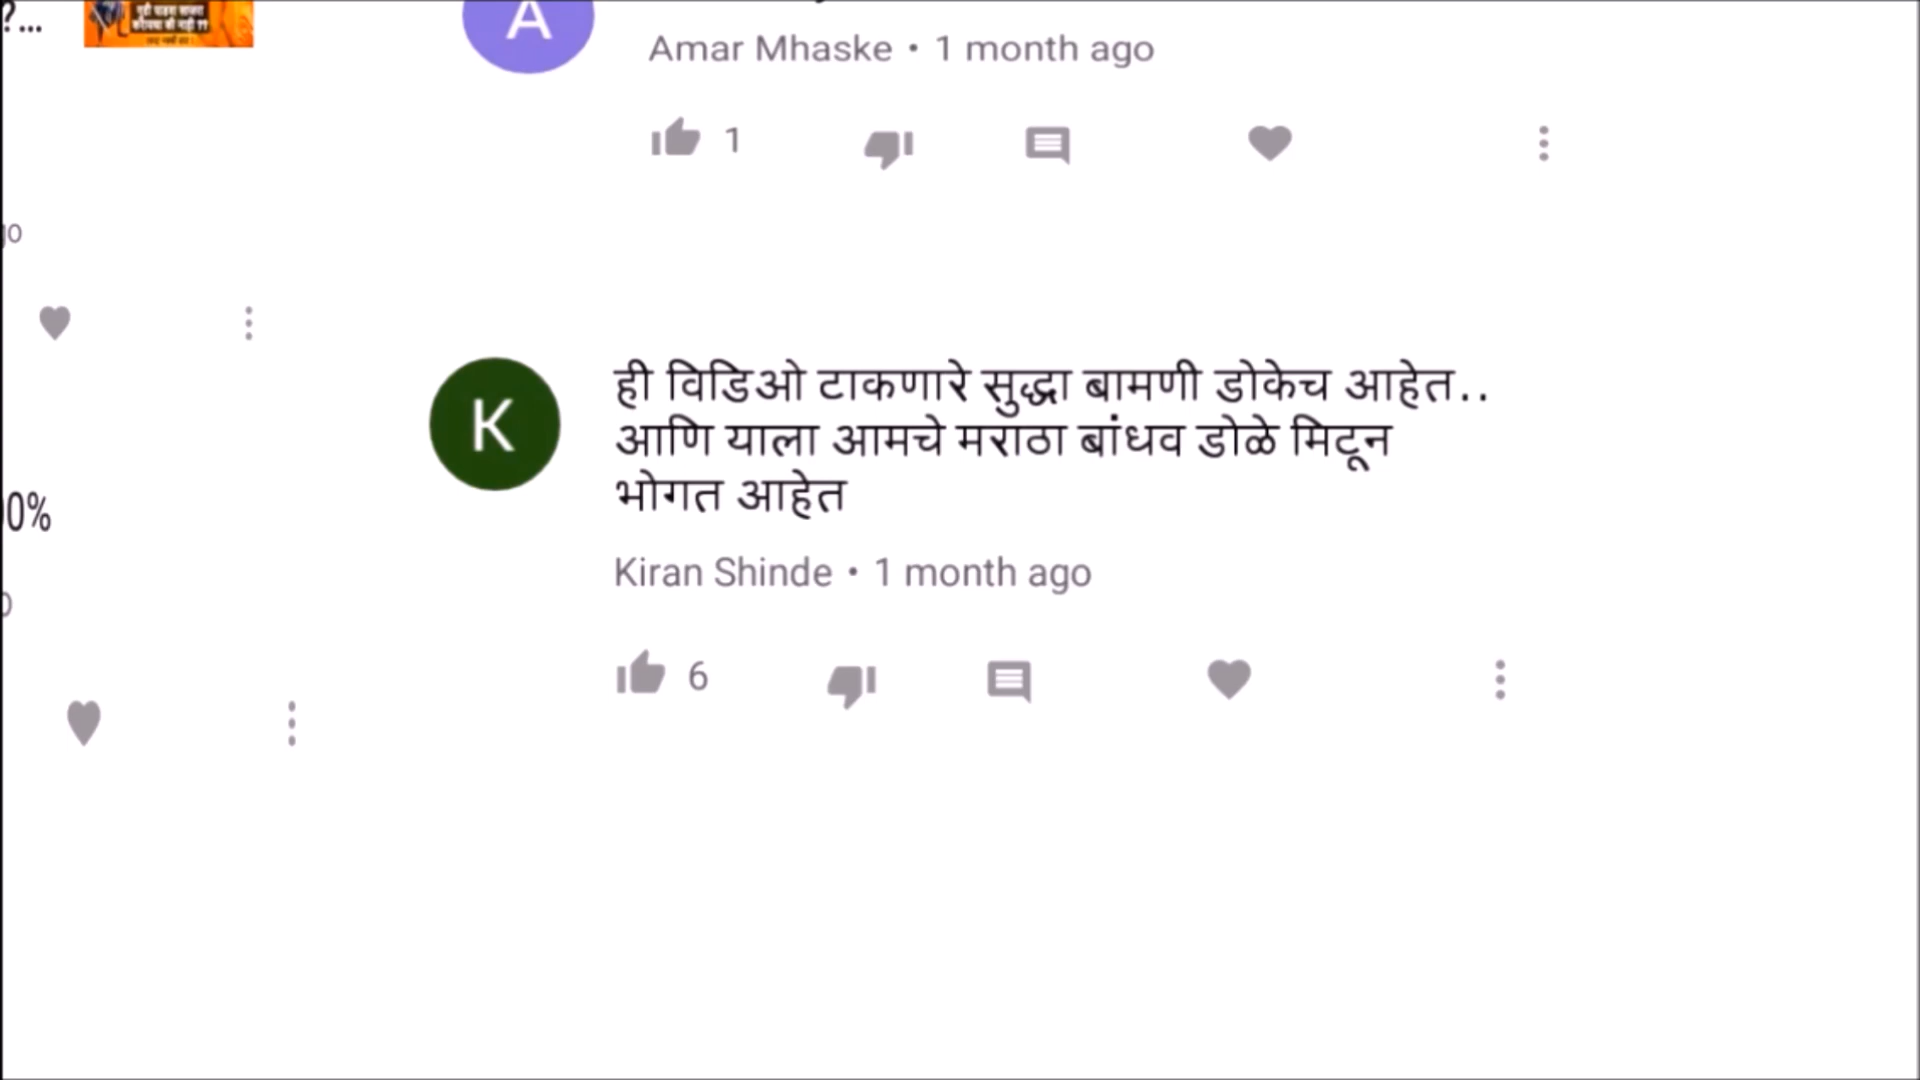 ?...
A
Amar Mhaske • 1 month ago
1
K
ही विडिओ टाकणारे सुद्धा बामणी डोकेच आहेत..
आणि याला आमचे मराठा बांधव डोळे मिटून
भोगत आहेत
0%
Kiran Shinde • 1 month ago
6